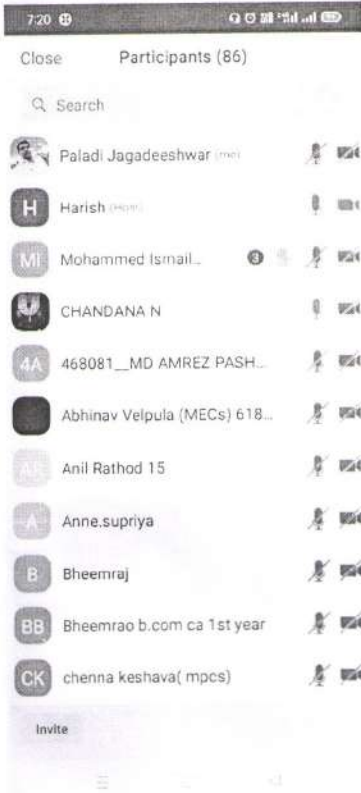 7:20
Close Participants (86)
Search
Paladi Jagadeeshwar (me)
H Harish (Host)
MI Mohammed Ismail... 3
CHANDANA N
4A 468081__MD AMREZ PASH...
Abhinav Velpula (MECs) 618...
AR Anil Rathod 15
A Anne.supriya
B Bheemraj
BB Bheemrao b.com ca 1st year
CK chenna keshava( mpcs)
Invite